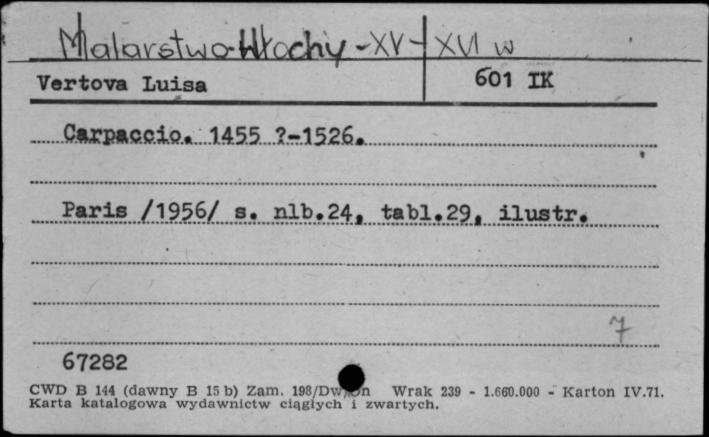 Malarstwo-Włochy-XV-XVI w
Vertova Luisa 601 IK
Carpaccio. 1455 ?-1526.
Paris /1956/ s. nlb.24, tabl.29, ilustr.
7
67282
CWD B 144 (dawny B 15 b) Zam. 198/Dw/Dn Wrak 239 - 1.660.000 - Karton IV.71.
Karta katalogowa wydawnictw ciągłych i zwartych.